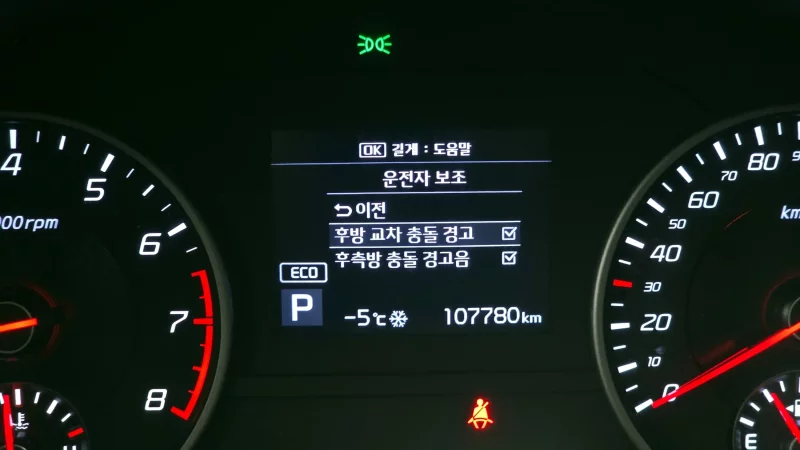 OK 길게 : 도움말
운전자 보조
이전
후방 교차 충돌 경고
후측방 충돌 경고음
ECO
P
-5℃ 107780km
4
5
6
7
8
000rpm
0
10
20
30
40
50
60
70
80
km
E